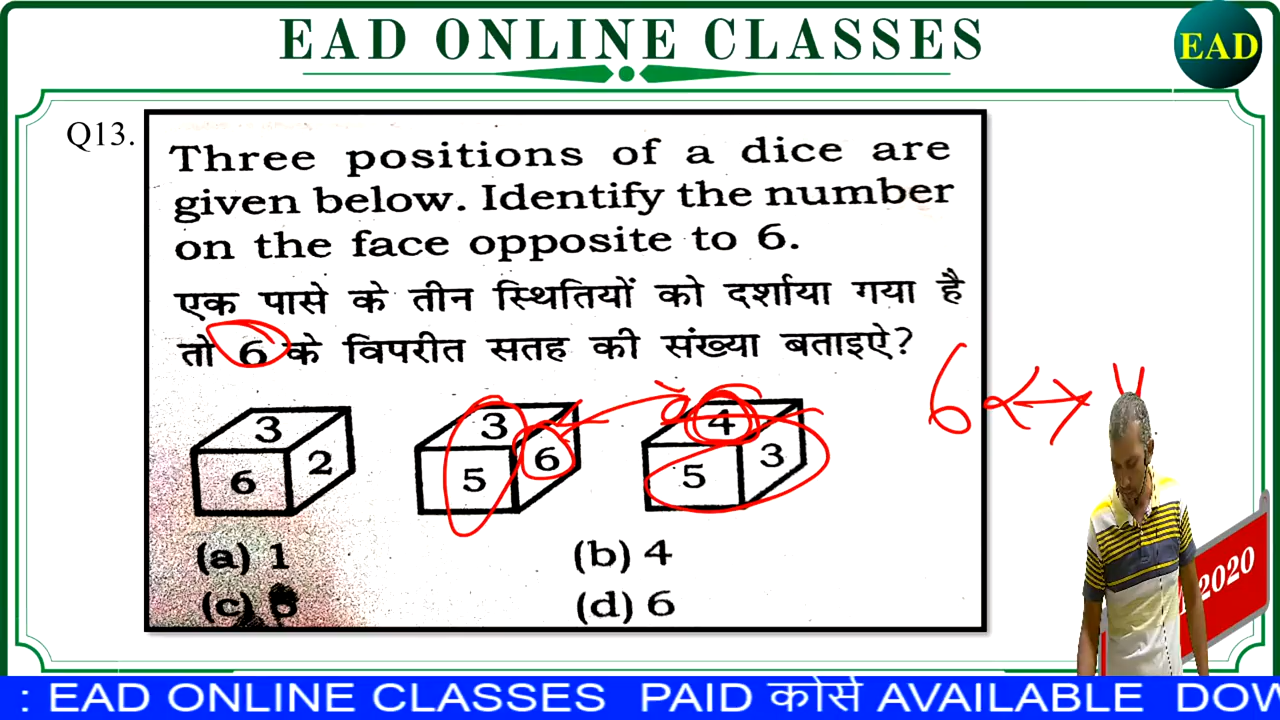 EAD ONLINE CLASSES
EAD
Q13.
Three positions of a dice are
given below. Identify the number
on the face opposite to 6.
एक पासे के तीन स्थितियों को दर्शाया गया है
तो 6 के विपरीत सतह की संख्या बताइऐ?
6
3
6
2
3
5
6
4
5
3
(a) 1
(b) 4
(c)
(d) 6
2020
: EAD ONLINE CLASSES PAID कोर्स AVAILABLE